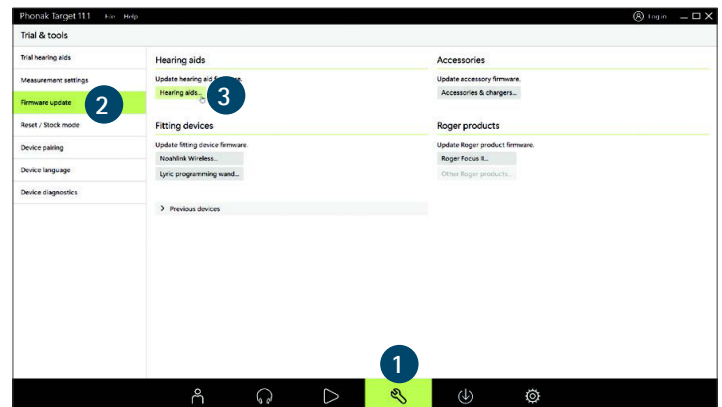 Phonak Target 11.1 File Help
Log in
Trial & tools
Trial hearing aids
Measurement settings
Firmware update
2
Reset / Stock mode
Device pairing
Device language
Device diagnostics
Hearing aids
Update hearing aid firmware.
Hearing aids...
3
Fitting devices
Update fitting device firmware.
Noahlink Wireless...
Lyric programming wand...
> Previous devices
Accessories
Update accessory firmware.
Accessories & chargers...
Roger products
Update Roger product firmware.
Roger Focus II...
Other Roger products...
1